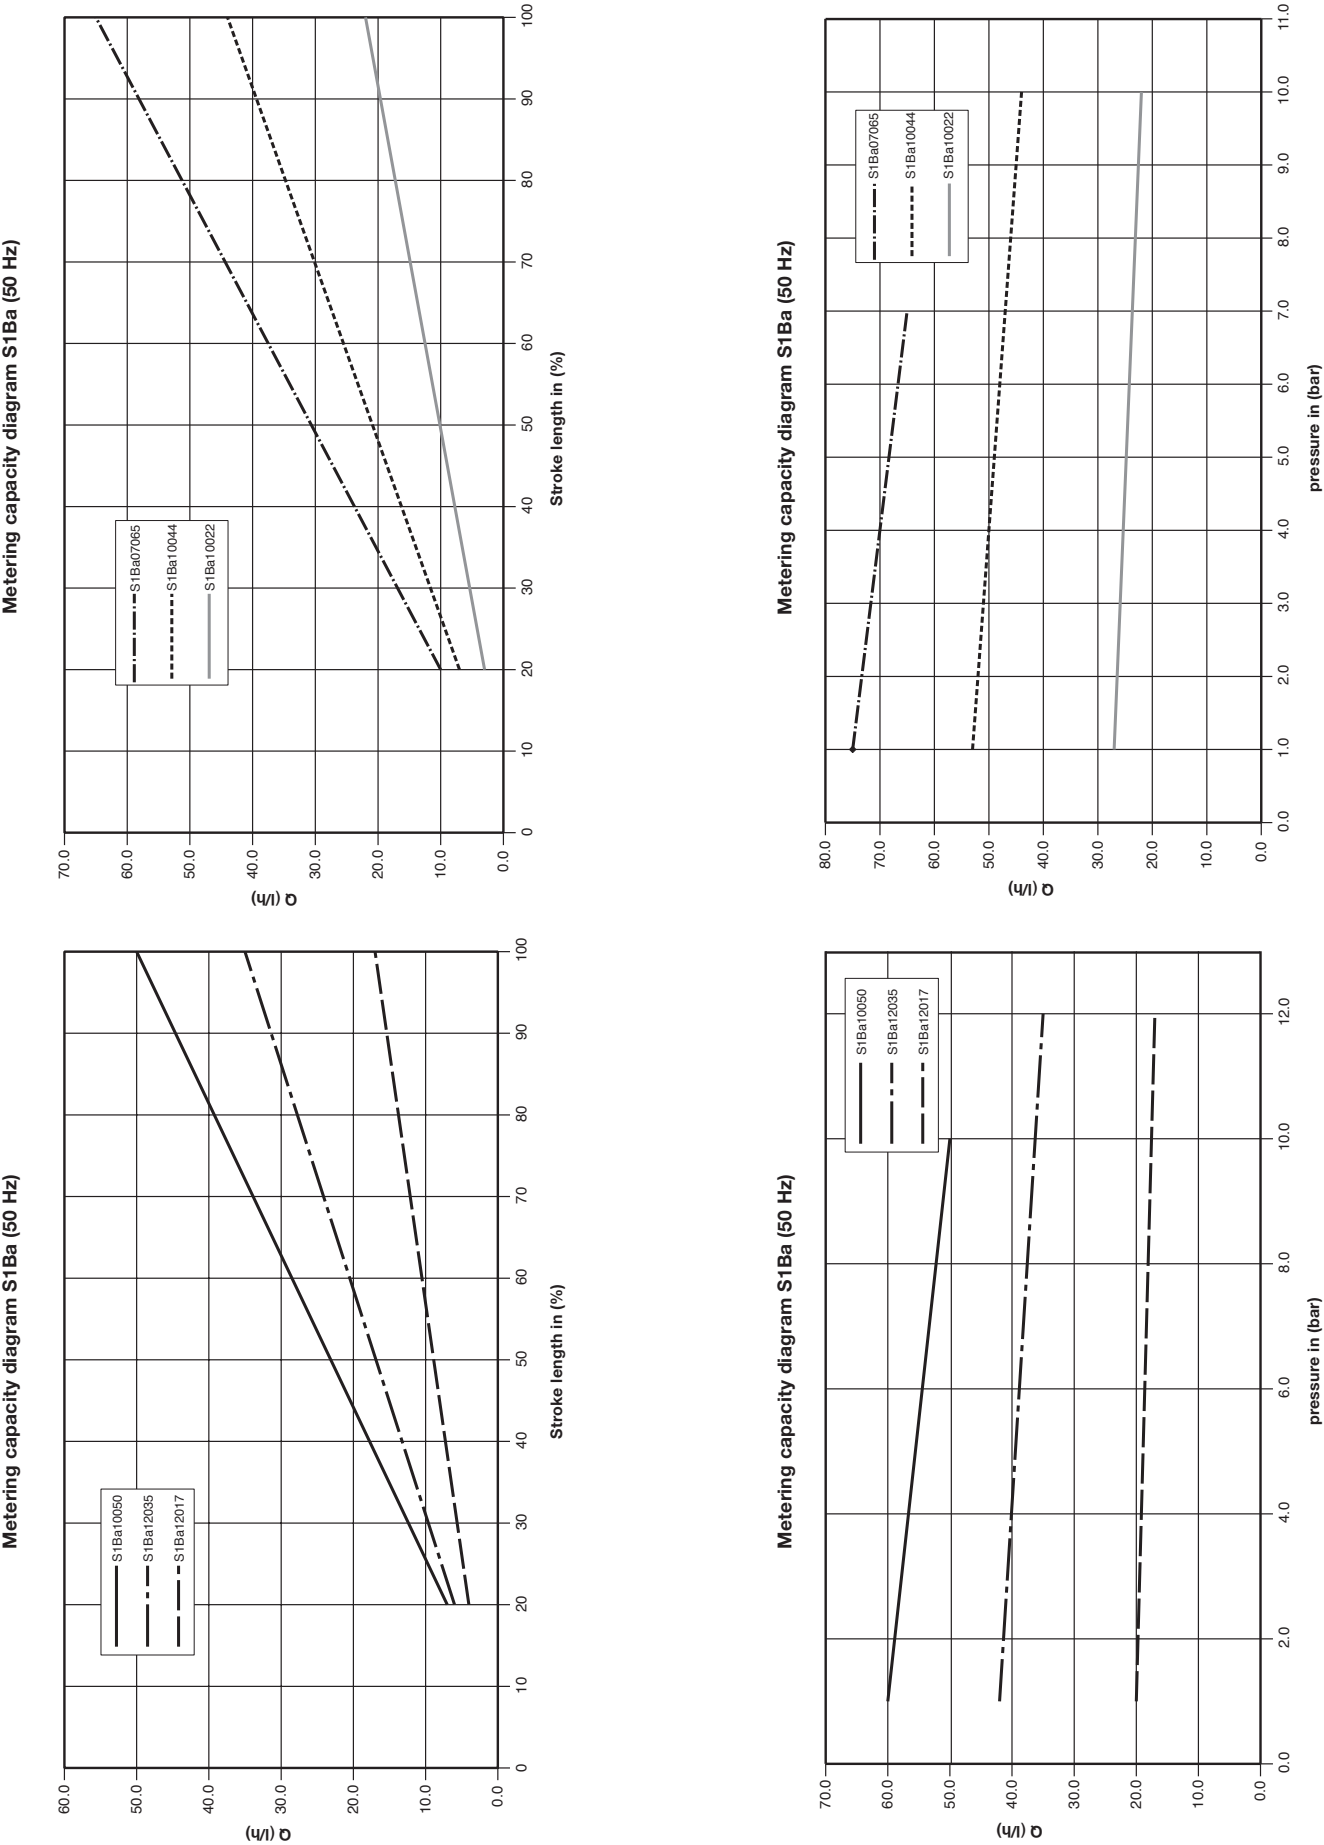 Metering capacity diagram S1Ba (50 Hz)
Q (l/h)
60.0
50.0
40.0
30.0
20.0
10.0
0.0
0 10 20 30 40 50 60 70 80 90 100
Stroke length in (%)
S1Ba10050
S1Ba12035
S1Ba12017
Metering capacity diagram S1Ba (50 Hz)
Q (l/h)
70.0
60.0
50.0
40.0
30.0
20.0
10.0
0.0
0 10 20 30 40 50 60 70 80 90 100
Stroke length in (%)
S1Ba07065
S1Ba10044
S1Ba10022
Metering capacity diagram S1Ba (50 Hz)
Q (l/h)
70.0
60.0
50.0
40.0
30.0
20.0
10.0
0.0
0.0 2.0 4.0 6.0 8.0 10.0 12.0
pressure in (bar)
S1Ba10050
S1Ba12035
S1Ba12017
Metering capacity diagram S1Ba (50 Hz)
Q (l/h)
80.0
70.0
60.0
50.0
40.0
30.0
20.0
10.0
0.0
0.0 1.0 2.0 3.0 4.0 5.0 6.0 7.0 8.0 9.0 10.0 11.0
pressure in (bar)
S1Ba07065
S1Ba10044
S1Ba10022